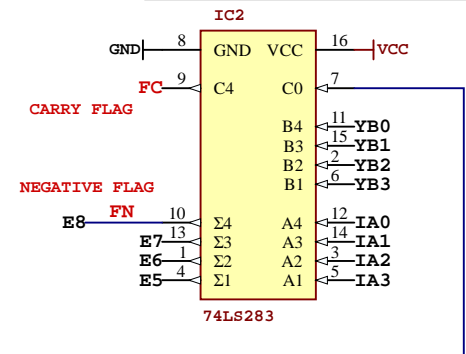 IC2
GND 8 GND VCC 16 VCC
FC 9 C4 C0 7
CARRY FLAG
B4 11 YB0
B3 15 YB1
B2 2 YB2
B1 6 YB3
NEGATIVE FLAG
FN
E8 10 Σ4 A4 12 IA0
E7 13 Σ3 A3 14 IA1
E6 1 Σ2 A2 3 IA2
E5 4 Σ1 A1 5 IA3
74LS283